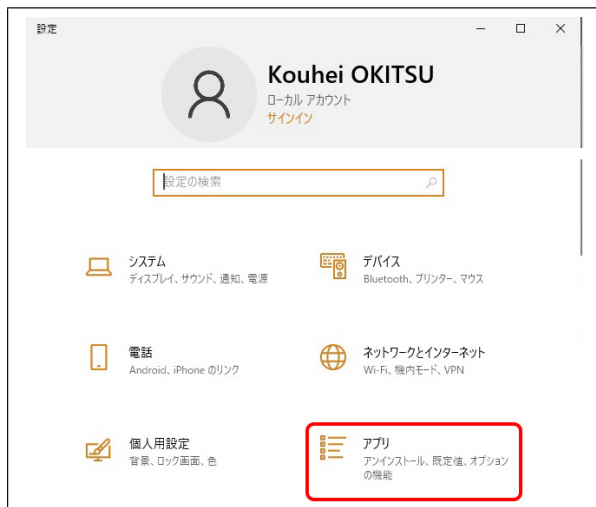 設定
Kouhei OKITSU
ローカル アカウント
サインイン
設定の検索
システム
ディスプレイ、サウンド、通知、電源
デバイス
Bluetooth、プリンター、マウス
電話
Android、iPhone のリンク
ネットワークとインターネット
Wi-Fi、機内モード、VPN
個人用設定
背景、ロック画面、色
アプリ
アンインストール、既定値、オプション
の機能